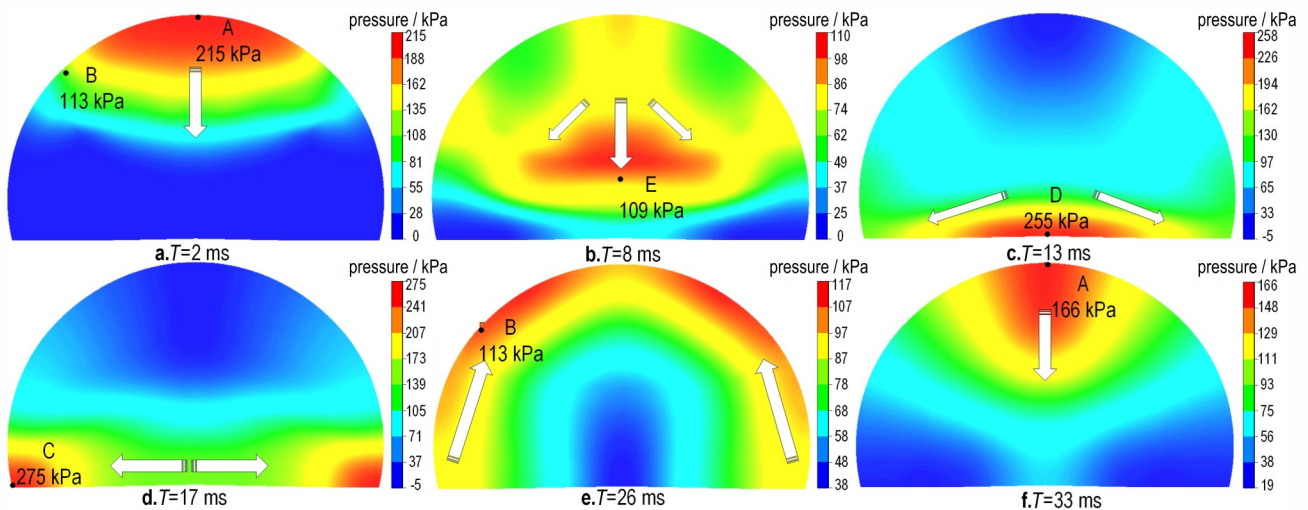 pressure / kPa
A
215 kPa
B
113 kPa
215
188
162
135
108
81
54
28
0
a.T=2 ms
pressure / kPa
E
109 kPa
110
98
86
74
62
49
37
25
12
0
b.T=8 ms
pressure / kPa
D
255 kPa
258
226
194
162
130
97
65
33
-5
c.T=13 ms
pressure / kPa
C
275 kPa
275
241
207
173
139
105
71
37
-5
d.T=17 ms
pressure / kPa
B
113 kPa
117
107
97
87
78
68
58
48
38
e.T=26 ms
pressure / kPa
A
166 kPa
166
148
129
111
93
75
56
38
19
f.T=33 ms